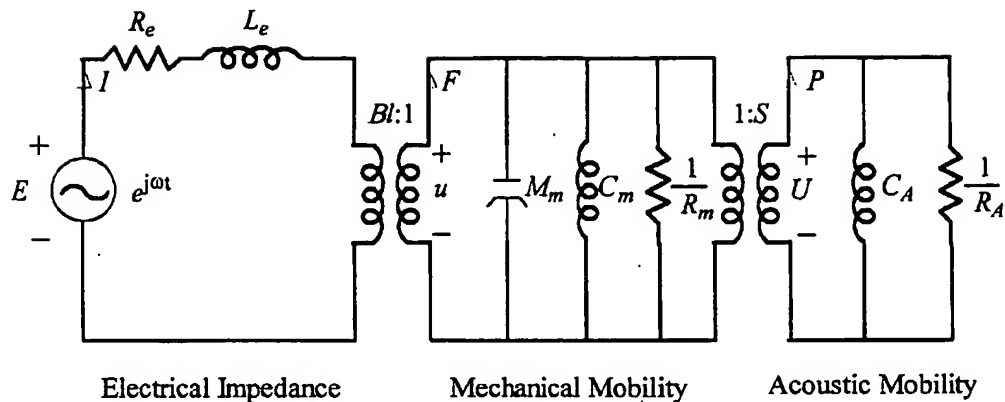 R_e L_e
I F P
Bl:1 1:S
+ + +
E e^{jωt} u M_m C_m 1/R_m U C_A 1/R_A
− − −
Electrical Impedance Mechanical Mobility Acoustic Mobility